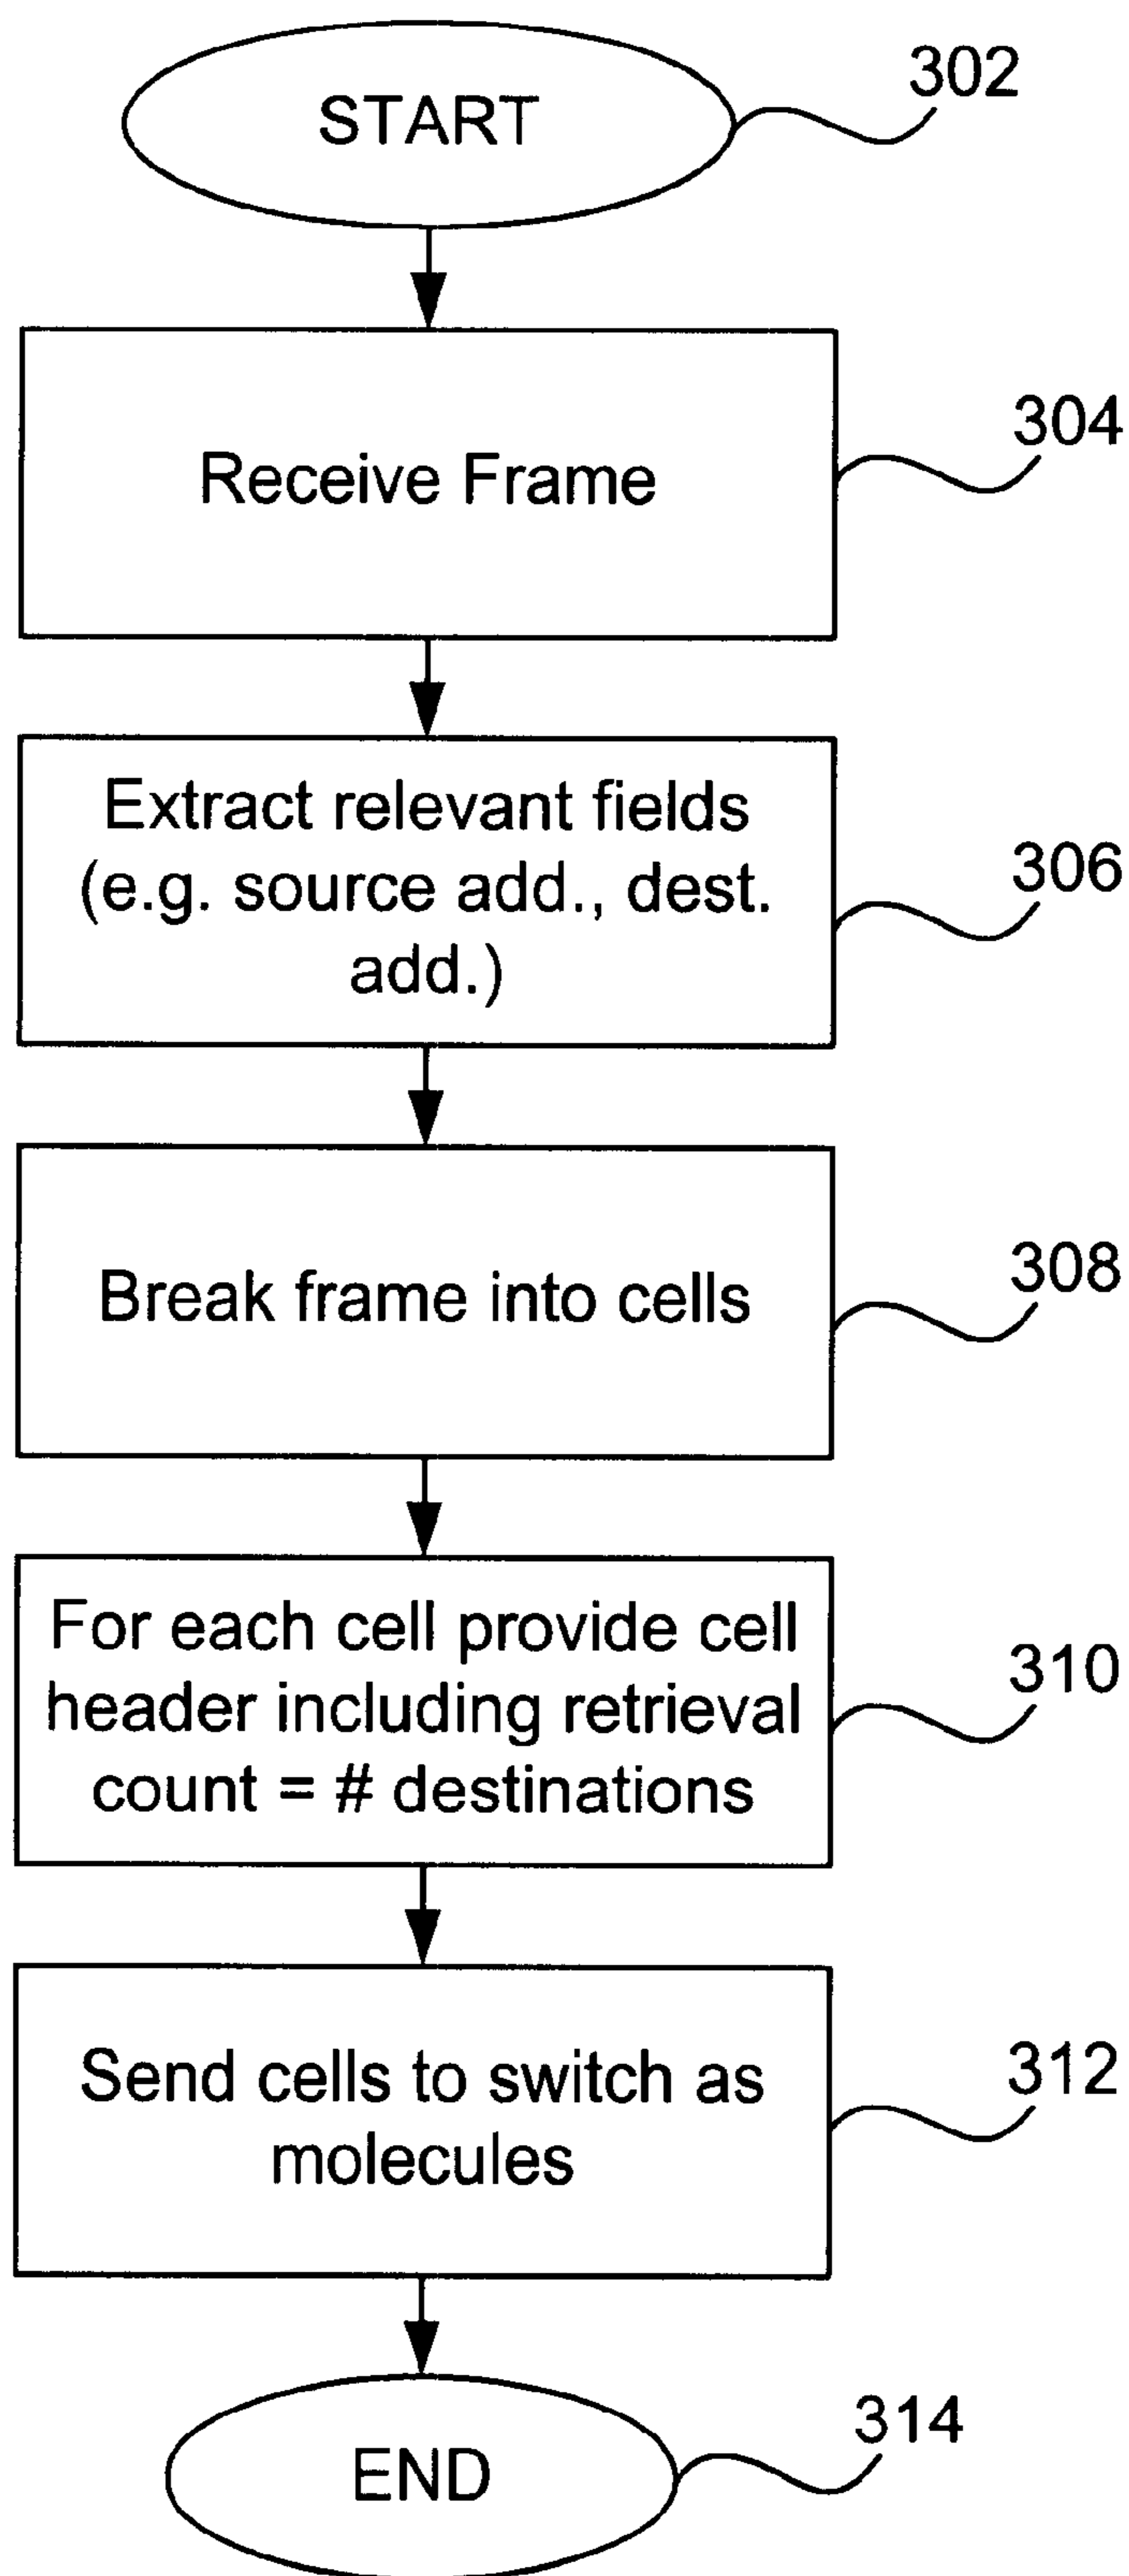 START
302
Receive Frame
304
Extract relevant fields
(e.g. source add., dest.
add.)
306
Break frame into cells
308
For each cell provide cell
header including retrieval
count = # destinations
310
Send cells to switch as
molecules
312
END
314